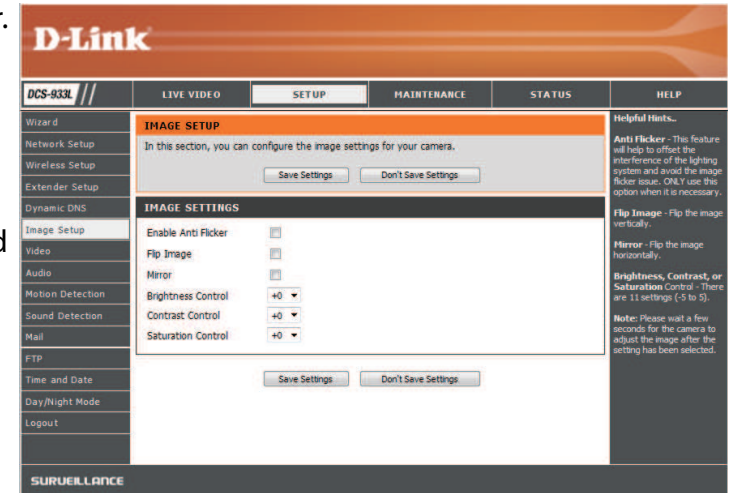 r.
D-Link
DCS-933L //
LIVE VIDEO
SETUP
MAINTENANCE
STATUS
HELP
Wizard
Network Setup
Wireless Setup
Extender Setup
Dynamic DNS
Image Setup
d
Video
Audio
Motion Detection
Sound Detection
Mail
FTP
Time and Date
Day/Night Mode
Logout
IMAGE SETUP
In this section, you can configure the image settings for your camera.
Save Settings
Don't Save Settings
IMAGE SETTINGS
Enable Anti Flicker
Flip Image
Mirror
Brightness Control +0
Contrast Control +0
Saturation Control +0
Save Settings
Don't Save Settings
Helpful Hints..
Anti Flicker - This feature
will help to offset the
interference of the lighting
system and avoid the image
flicker issue. ONLY use this
option when it is necessary.
Flip Image - Flip the image
vertically.
Mirror - Flip the image
horizontally.
Brightness, Contrast, or
Saturation Control - There
are 11 settings (-5 to 5).
Note: Please wait a few
seconds for the camera to
adjust the image after the
setting has been selected.
SURVEILLANCE